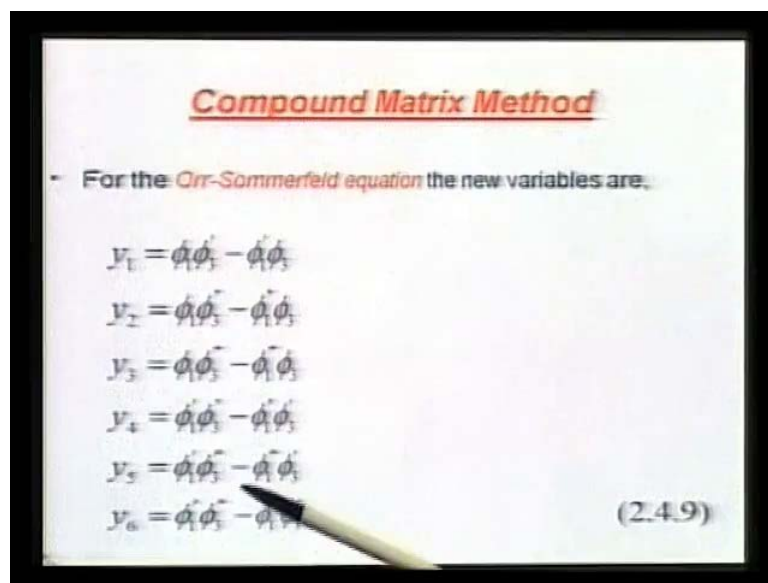 Compound Matrix Method
- For the Orr-Sommerfeld equation the new variables are,
y₁ = ϕ₁ϕ₃′ − ϕ₁′ϕ₃
y₂ = ϕ₁ϕ₃″ − ϕ₁″ϕ₃
y₃ = ϕ₁ϕ₃‴ − ϕ₁‴ϕ₃
y₄ = ϕ₁′ϕ₃″ − ϕ₁″ϕ₃′
y₅ = ϕ₁′ϕ₃‴ − ϕ₁‴ϕ₃′
y₆ = ϕ₁″ϕ₃‴ −
(2.4.9)